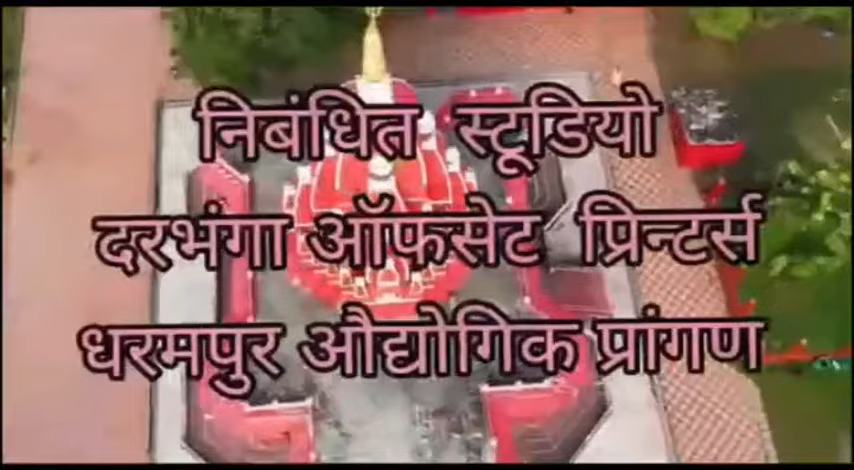 निबंधित स्टूडियो
दरभंगा ऑफसेट प्रिन्टर्स
धरमपुर औद्योगिक प्रांगण